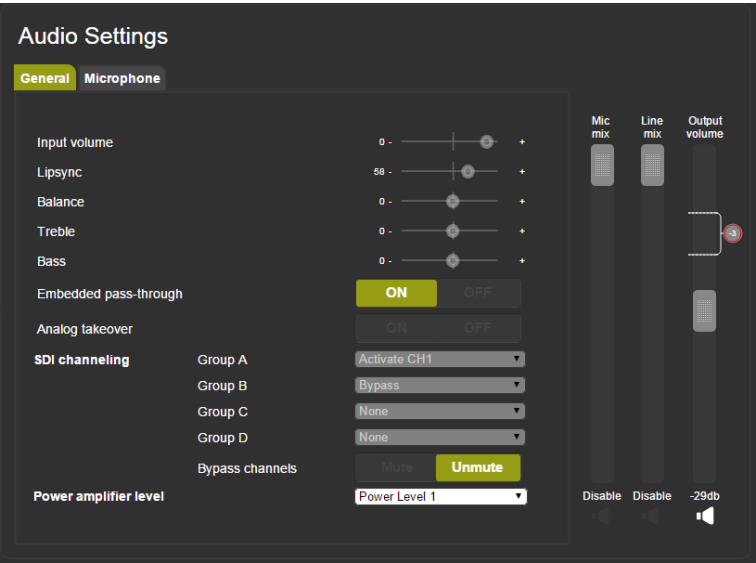 Audio Settings
General Microphone
Input volume 0 - +
Lipsync 58 - +
Balance 0 - +
Treble 0 - +
Bass 0 - +
Embedded pass-through ON OFF
Analog takeover ON OFF
SDI channeling Group A Activate CH1
Group B Bypass
Group C None
Group D None
Bypass channels Mute Unmute
Power amplifier level Power Level 1
Mic mix
Line mix
Output volume
-3
Disable Disable -29db